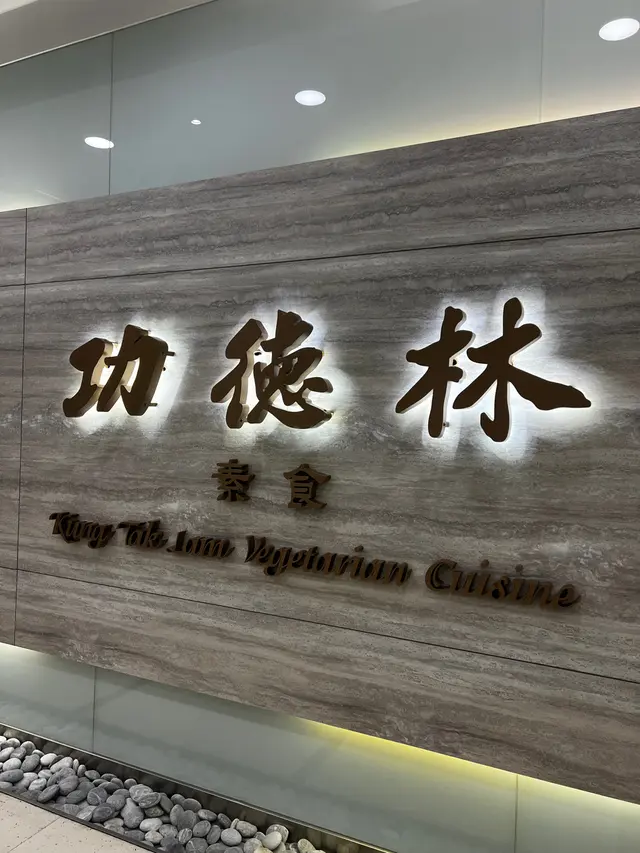 功德林
素食
Kung Tak Lam Vegetarian Cuisine